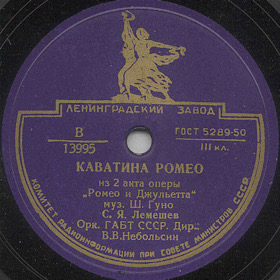 ЛЕНИНГРАДСКИЙ ЗАВОД
В
13995
ГОСТ 5289-50
III кл.
КАВАТИНА РОМЕО
из 2 акта оперы
„Ромео и Джульетта“
муз. Ш. Гуно
С. Я. Лемешев
Орк. ГАБТ СССР. Дир.,
В.В.Небольсин
КОМИТЕТ РАДИОИНФОРМАЦИИ ПРИ СОВЕТЕ МИНИСТРОВ СССР